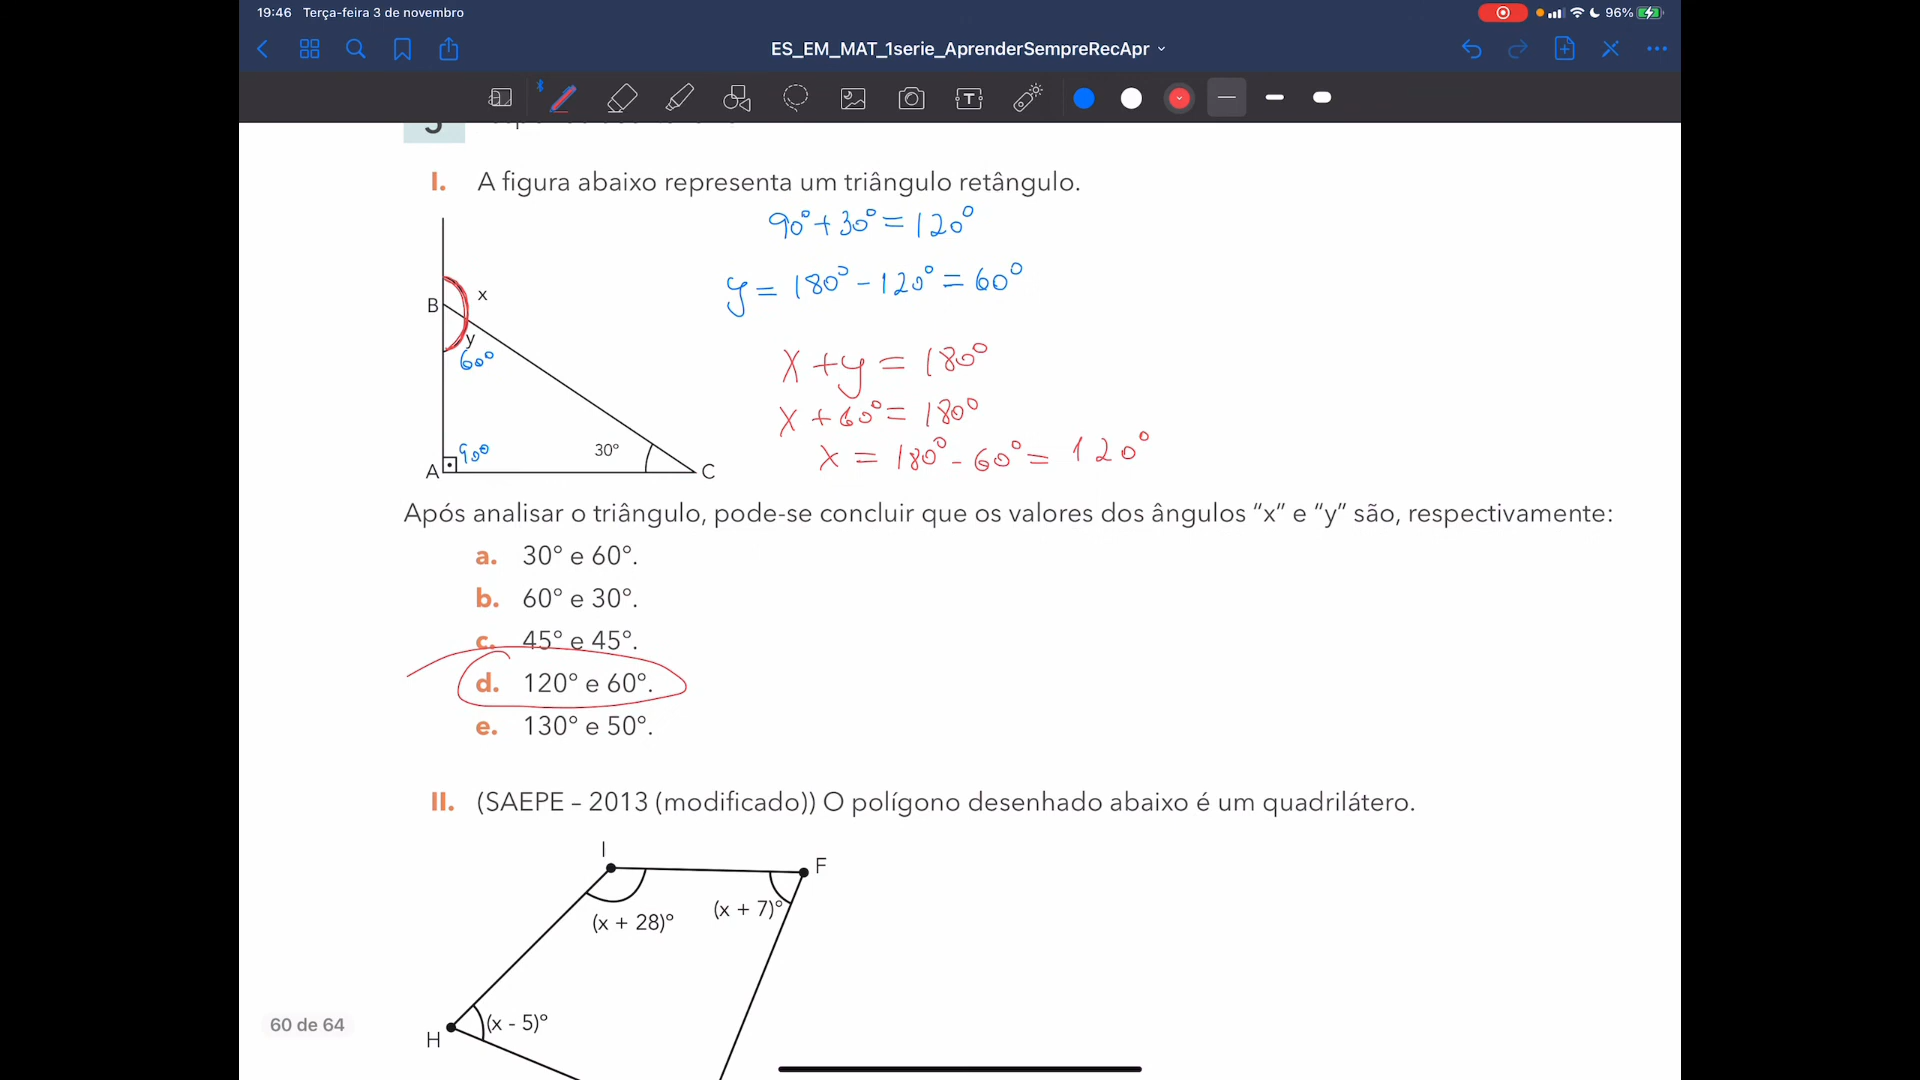 19:46 Terça-feira 3 de novembro
96%
ES_EM_MAT_1serie_AprenderSempreRecApr
I. A figura abaixo representa um triângulo retângulo.
90° + 30° = 120°
y = 180° - 120° = 60°
x
B
y
60°
x + y = 180°
x + 60° = 180°
x = 180° - 60° = 120°
90°
30°
A
C
Após analisar o triângulo, pode-se concluir que os valores dos ângulos “x” e “y” são, respectivamente:
a. 30° e 60°.
b. 60° e 30°.
c. 45° e 45°.
d. 120° e 60°.
e. 130° e 50°.
II. (SAEPE – 2013 (modificado)) O polígono desenhado abaixo é um quadrilátero.
I
F
(x + 28)º
(x + 7)º
(x - 5)º
H
60 de 64